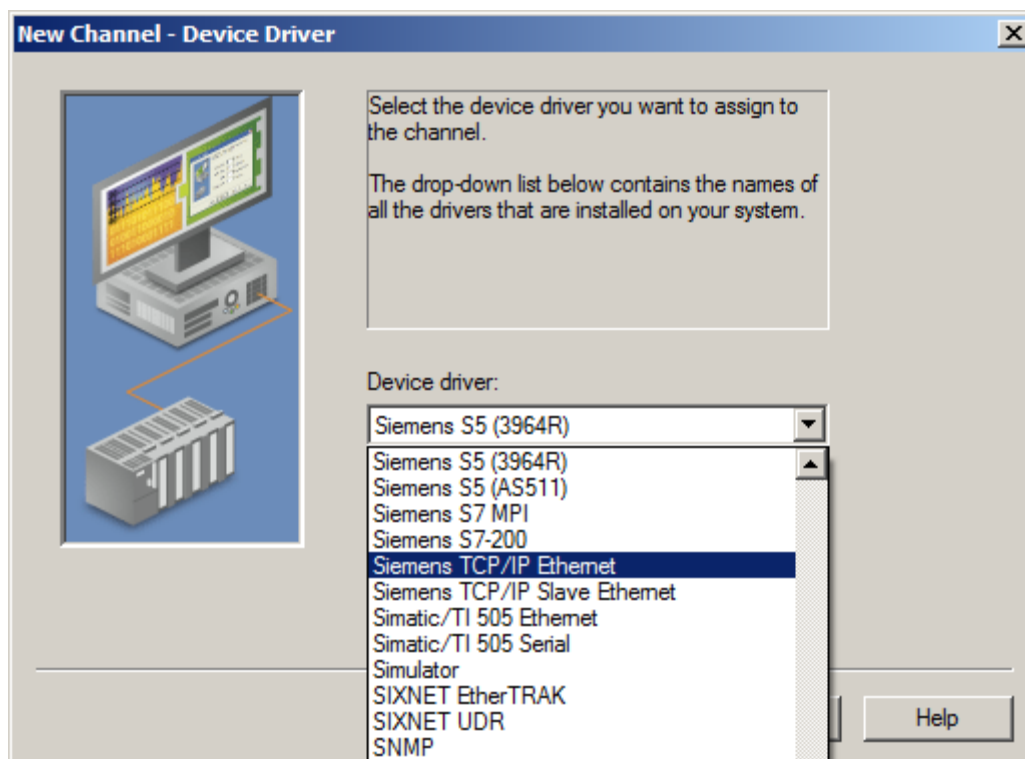 New Channel - Device Driver
Select the device driver you want to assign to
the channel.
The drop-down list below contains the names of
all the drivers that are installed on your system.
Device driver:
Siemens S5 (3964R)
Siemens S5 (3964R)
Siemens S5 (AS511)
Siemens S7 MPI
Siemens S7-200
Siemens TCP/IP Ethernet
Siemens TCP/IP Slave Ethernet
Simatic/TI 505 Ethernet
Simatic/TI 505 Serial
Simulator
SIXNET EtherTRAK
SIXNET UDR
SNMP
Help